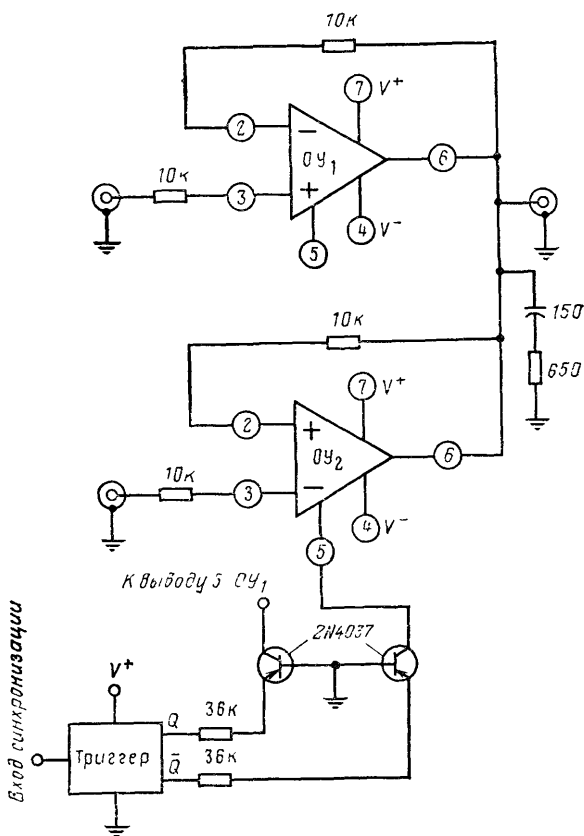 10к
7 V⁺
2 −
ОУ₁
6
10к
3 +
4 V⁻
5
10к
150
650
7 V⁺
2 +
ОУ₂
6
10к
3 −
4 V⁻
5
К выводу 5 ОУ₁
2N4037
Вход синхронизации
V⁺
Q
36к
Триггер
Q̄
36к